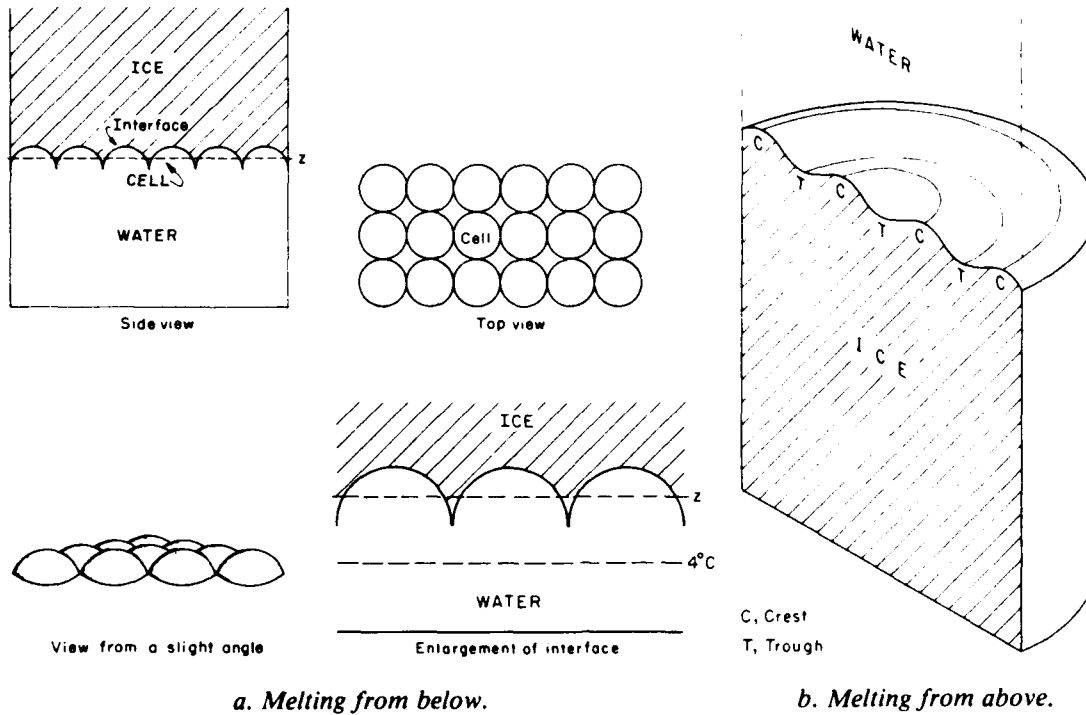 ICE
Interface
z
CELL
WATER
Side view
Cell
Top view
View from a slight angle
ICE
z
4°C
WATER
Enlargement of interface
a. Melting from below.
WATER
C
T
C
T
C
T
C
ICE
C, Crest
T, Trough
b. Melting from above.